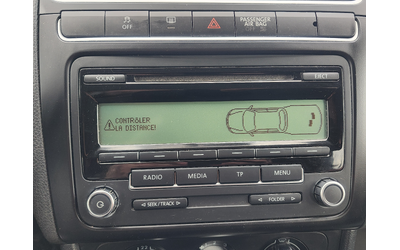 OFF
PASSENGER
AIR BAG
OFF
SOUND
EJECT
CONTRÔLER
LA DISTANCE!
RADIO
MEDIA
TP
MENU
SEEK/TRACK
FOLDER